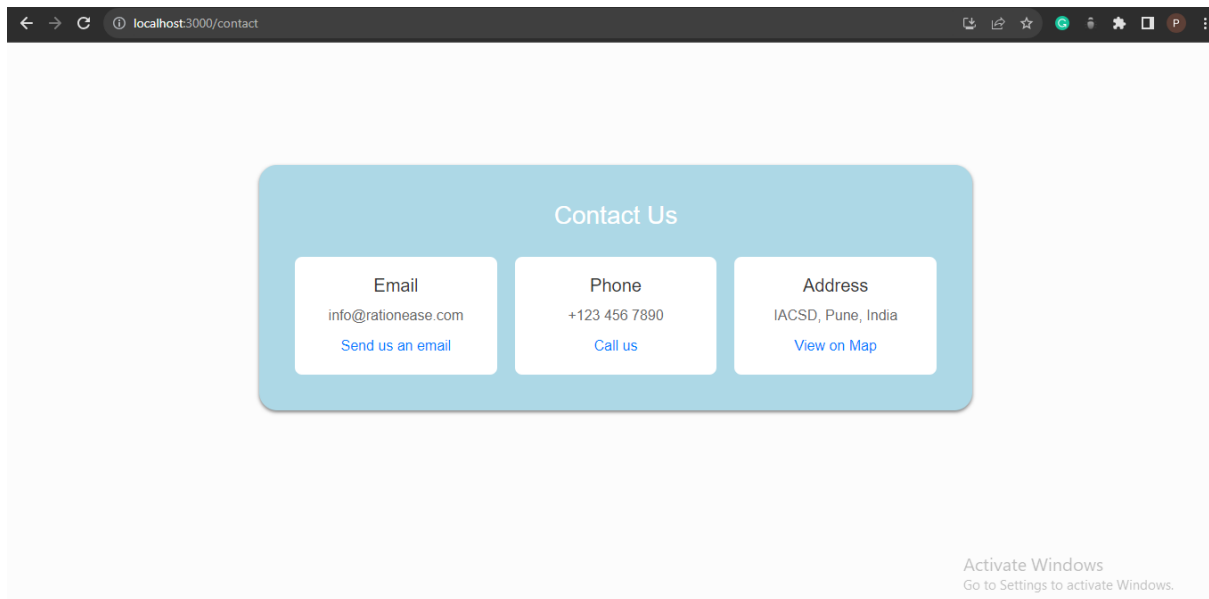 localhost:3000/contact
P
Contact Us
Email
info@rationease.com
Send us an email
Phone
+123 456 7890
Call us
Address
IACSD, Pune, India
View on Map
Activate Windows
Go to Settings to activate Windows.